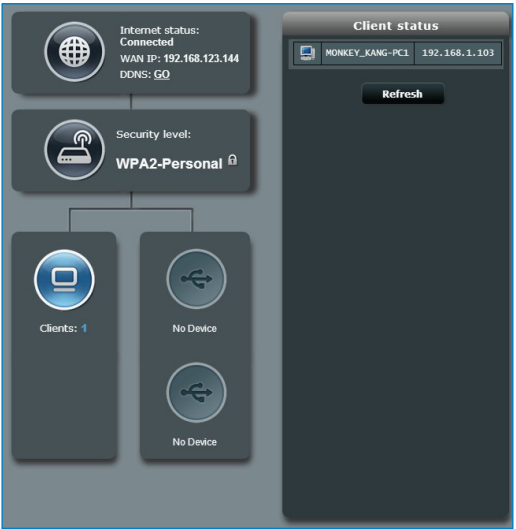 Internet status:
Connected
WAN IP: 192.168.123.144
DDNS: GO
Security level:
WPA2-Personal
Clients: 1
No Device
No Device
Client status
MONKEY_KANG-PC1 192.168.1.103
Refresh